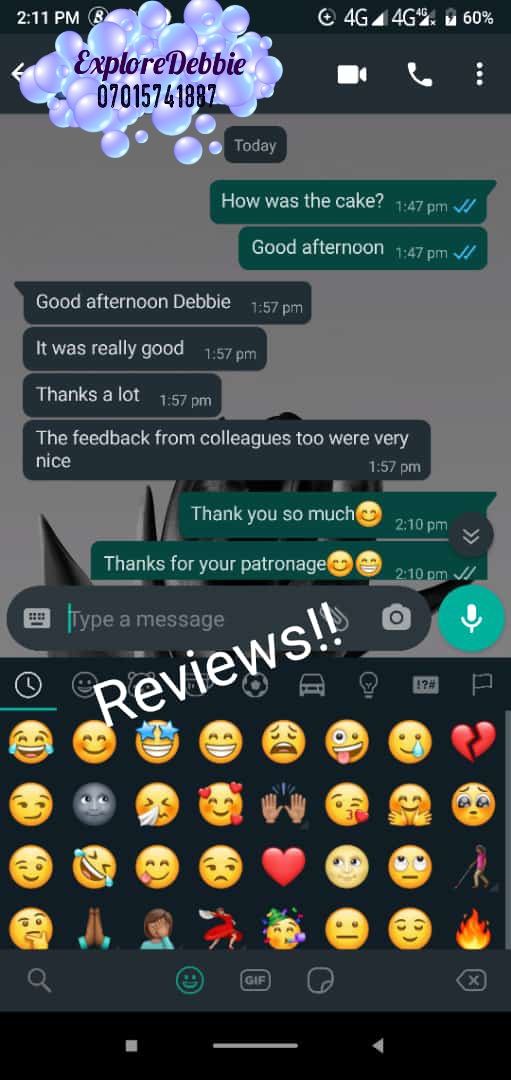 2:11 PM
4G 4G 4G 60%
ExploreDebbie
07015741887
Today
How was the cake? 1:47 pm
Good afternoon 1:47 pm
Good afternoon Debbie 1:57 pm
It was really good 1:57 pm
Thanks a lot 1:57 pm
The feedback from colleagues too were very
nice 1:57 pm
Thank you so much😊 2:10 pm
Thanks for your patronage😊😁 2:10 pm
Type a message
Reviews!!
!?#
GIF